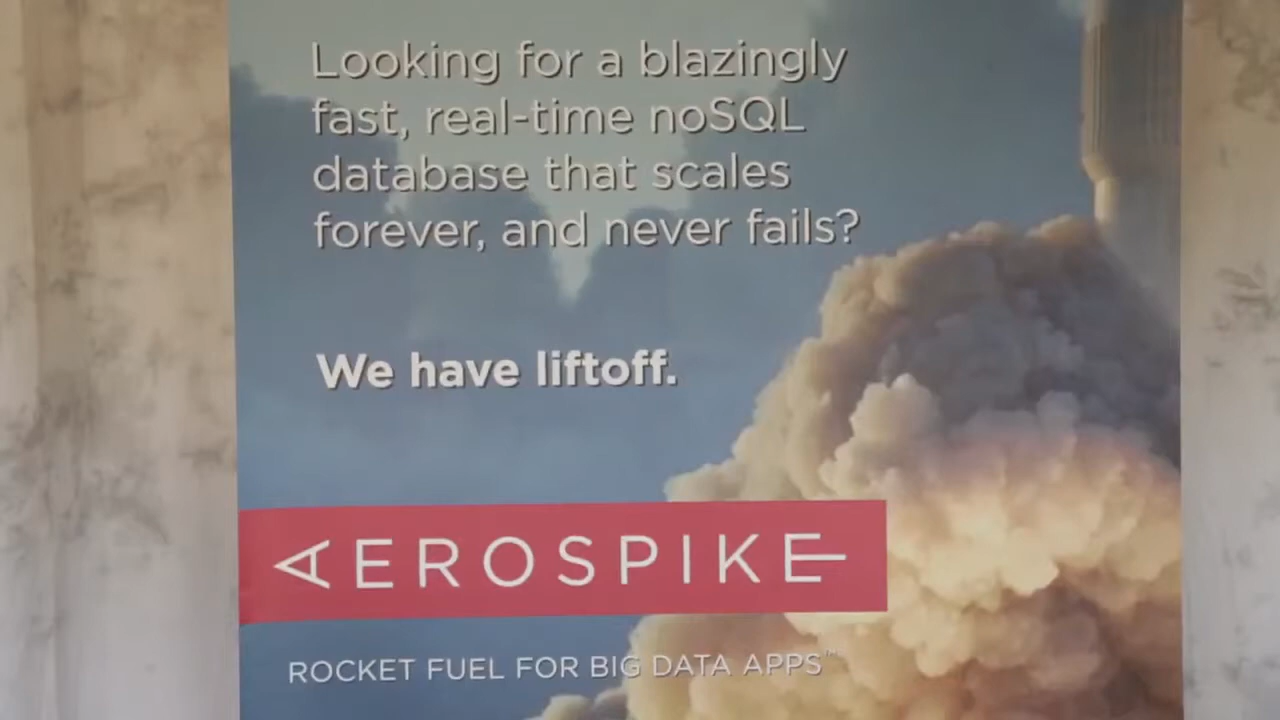 Looking for a blazingly
fast, real-time noSQL
database that scales
forever, and never fails?
We have liftoff.
AEROSPIKE
ROCKET FUEL FOR BIG DATA APPS™